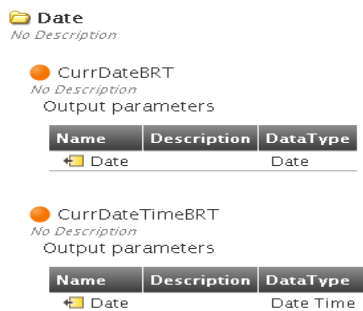 Date
No Description
CurrDateBRT
No Description
Output parameters
Name Description DataType
Date Date
CurrDateTimeBRT
No Description
Output parameters
Name Description DataType
Date Date Time